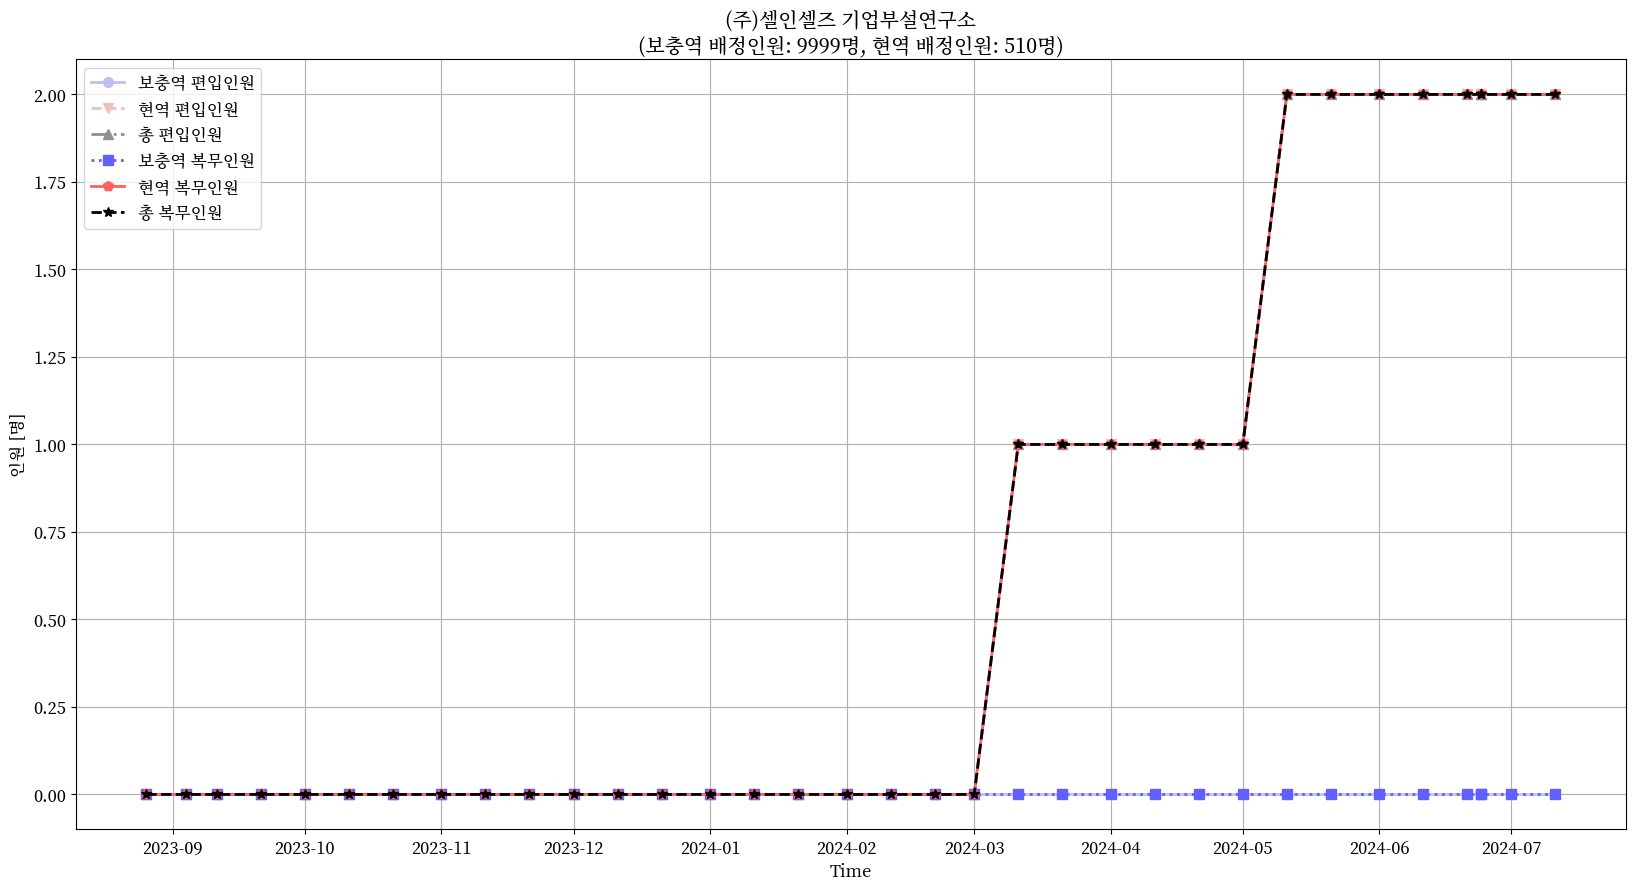 (주)셀인셀즈 기업부설연구소
(보충역 배정인원: 9999명, 현역 배정인원: 510명)
보충역 편입인원
현역 편입인원
총 편입인원
보충역 복무인원
현역 복무인원
총 복무인원
인원 [명]
2.00
1.75
1.50
1.25
1.00
0.75
0.50
0.25
0.00
2023-09
2023-10
2023-11
2023-12
2024-01
2024-02
2024-03
2024-04
2024-05
2024-06
2024-07
Time